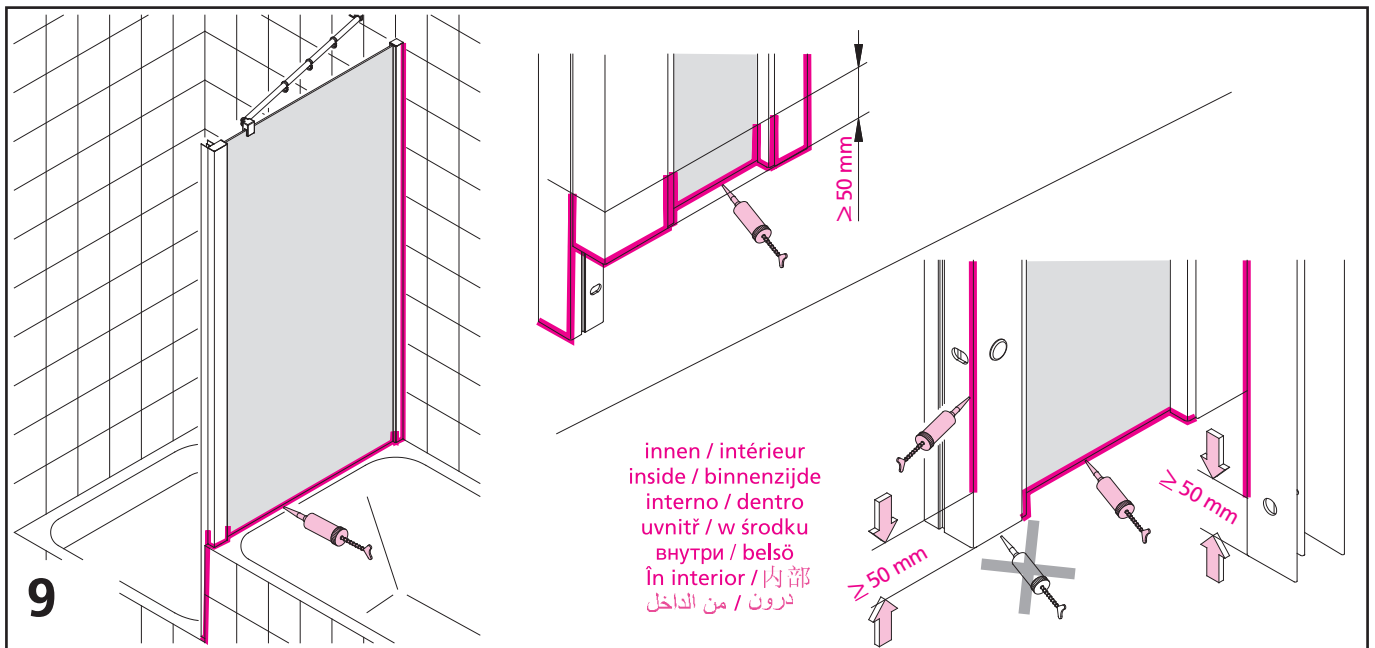 ≥ 50 mm
innen / intérieur
inside / binnenzijde
interno / dentro
uvnitř / w środku
внутри / belsö
În interior / 内部
درون / من الداخل
≥ 50 mm
≥ 50 mm
9